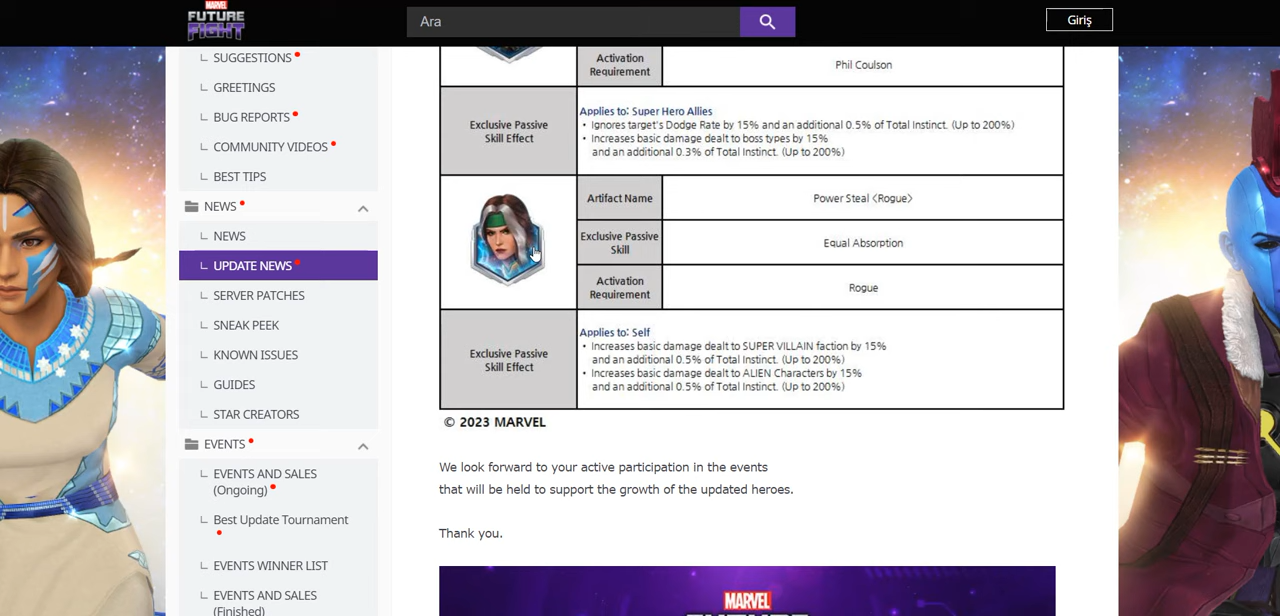 MARVEL
FUTURE
FIGHT
Ara
Giriş
SUGGESTIONS
GREETINGS
BUG REPORTS
COMMUNITY VIDEOS
BEST TIPS
NEWS
NEWS
UPDATE NEWS
SERVER PATCHES
SNEAK PEEK
KNOWN ISSUES
GUIDES
STAR CREATORS
EVENTS
EVENTS AND SALES
(Ongoing)
Best Update Tournament
EVENTS WINNER LIST
EVENTS AND SALES
(Finished)
Activation
Requirement
Phil Coulson
Exclusive Passive
Skill Effect
Applies to: Super Hero Allies
• Ignores target's Dodge Rate by 15% and an additional 0.5% of Total Instinct. (Up to 200%)
• Increases basic damage dealt to boss types by 15%
and an additional 0.3% of Total Instinct. (Up to 200%)
Artifact Name
Power Steal <Rogue>
Exclusive Passive
Skill
Equal Absorption
Activation
Requirement
Rogue
Exclusive Passive
Skill Effect
Applies to: Self
• Increases basic damage dealt to SUPER VILLAIN faction by 15%
and an additional 0.5% of Total Instinct. (Up to 200%)
• Increases basic damage dealt to ALIEN Characters by 15%
and an additional 0.5% of Total Instinct. (Up to 200%)
© 2023 MARVEL
We look forward to your active participation in the events
that will be held to support the growth of the updated heroes.
Thank you.
MARVEL
FUTURE